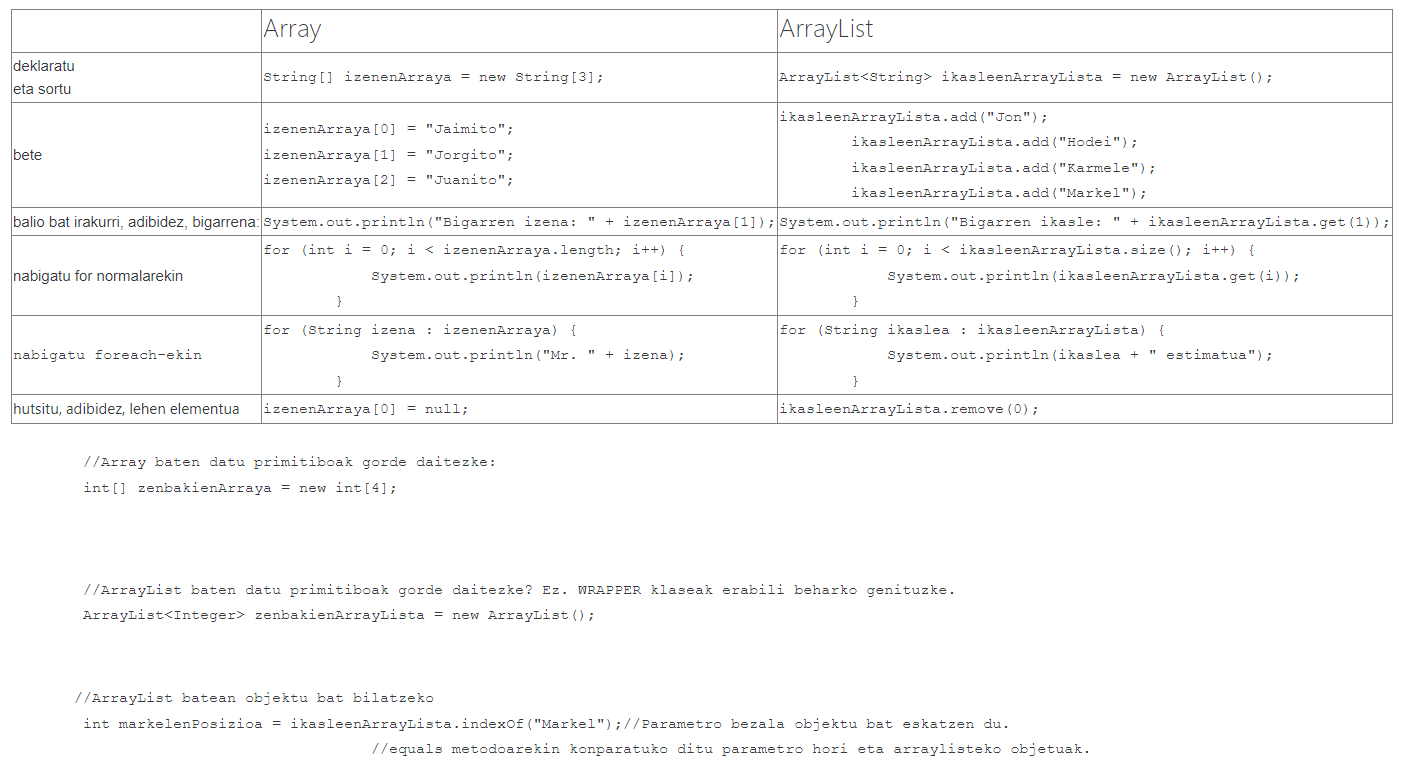 Array
ArrayList
deklaratu
eta sortu
String[] izenenArraya = new String[3];
ArrayList<String> ikasleenArrayLista = new ArrayList();
bete
izenenArraya[0] = "Jaimito";
izenenArraya[1] = "Jorgito";
izenenArraya[2] = "Juanito";
ikasleenArrayLista.add("Jon");
ikasleenArrayLista.add("Hodei");
ikasleenArrayLista.add("Karmele");
ikasleenArrayLista.add("Markel");
balio bat irakurri, adibidez, bigarrena:
System.out.println("Bigarren izena: " + izenenArraya[1]);
System.out.println("Bigarren ikasle: " + ikasleenArrayLista.get(1));
nabigatu for normalarekin
for (int i = 0; i < izenenArraya.length; i++) {
System.out.println(izenenArraya[i]);
}
for (int i = 0; i < ikasleenArrayLista.size(); i++) {
System.out.println(ikasleenArrayLista.get(i));
}
nabigatu foreach-ekin
for (String izena : izenenArraya) {
System.out.println("Mr. " + izena);
}
for (String ikaslea : ikasleenArrayLista) {
System.out.println(ikaslea + " estimatua");
}
hutsitu, adibidez, lehen elementua
izenenArraya[0] = null;
ikasleenArrayLista.remove(0);
//Array baten datu primitiboak gorde daitezke:
int[] zenbakienArraya = new int[4];
//ArrayList baten datu primitiboak gorde daitezke? Ez. WRAPPER klaseak erabili beharko genituzke.
ArrayList<Integer> zenbakienArrayLista = new ArrayList();
//ArrayList batean objektu bat bilatzeko
int markelenPosizioa = ikasleenArrayLista.indexOf("Markel");//Parametro bezala objektu bat eskatzen du.
//equals metodoarekin konparatuko ditu parametro hori eta arraylisteko objetuak.